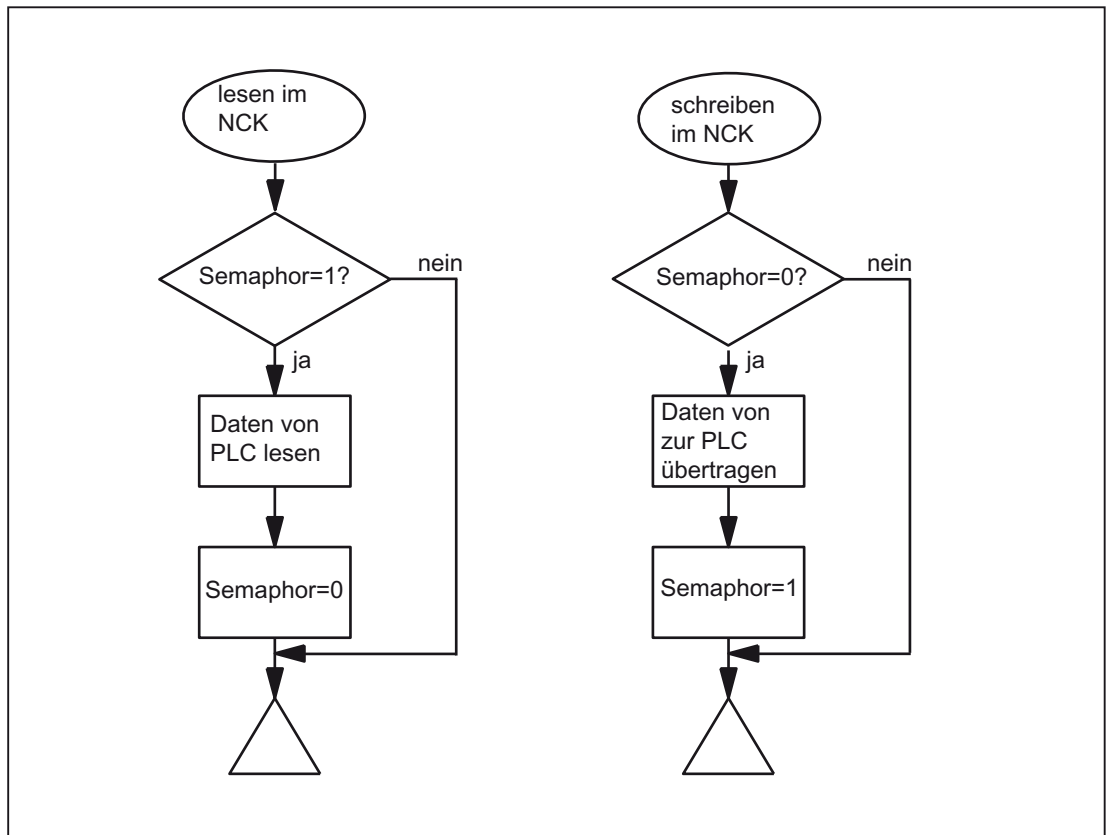 lesen im
NCK
Semaphor=1?
nein
ja
Daten von
PLC lesen
Semaphor=0
schreiben
im NCK
Semaphor=0?
nein
ja
Daten von
zur PLC
übertragen
Semaphor=1